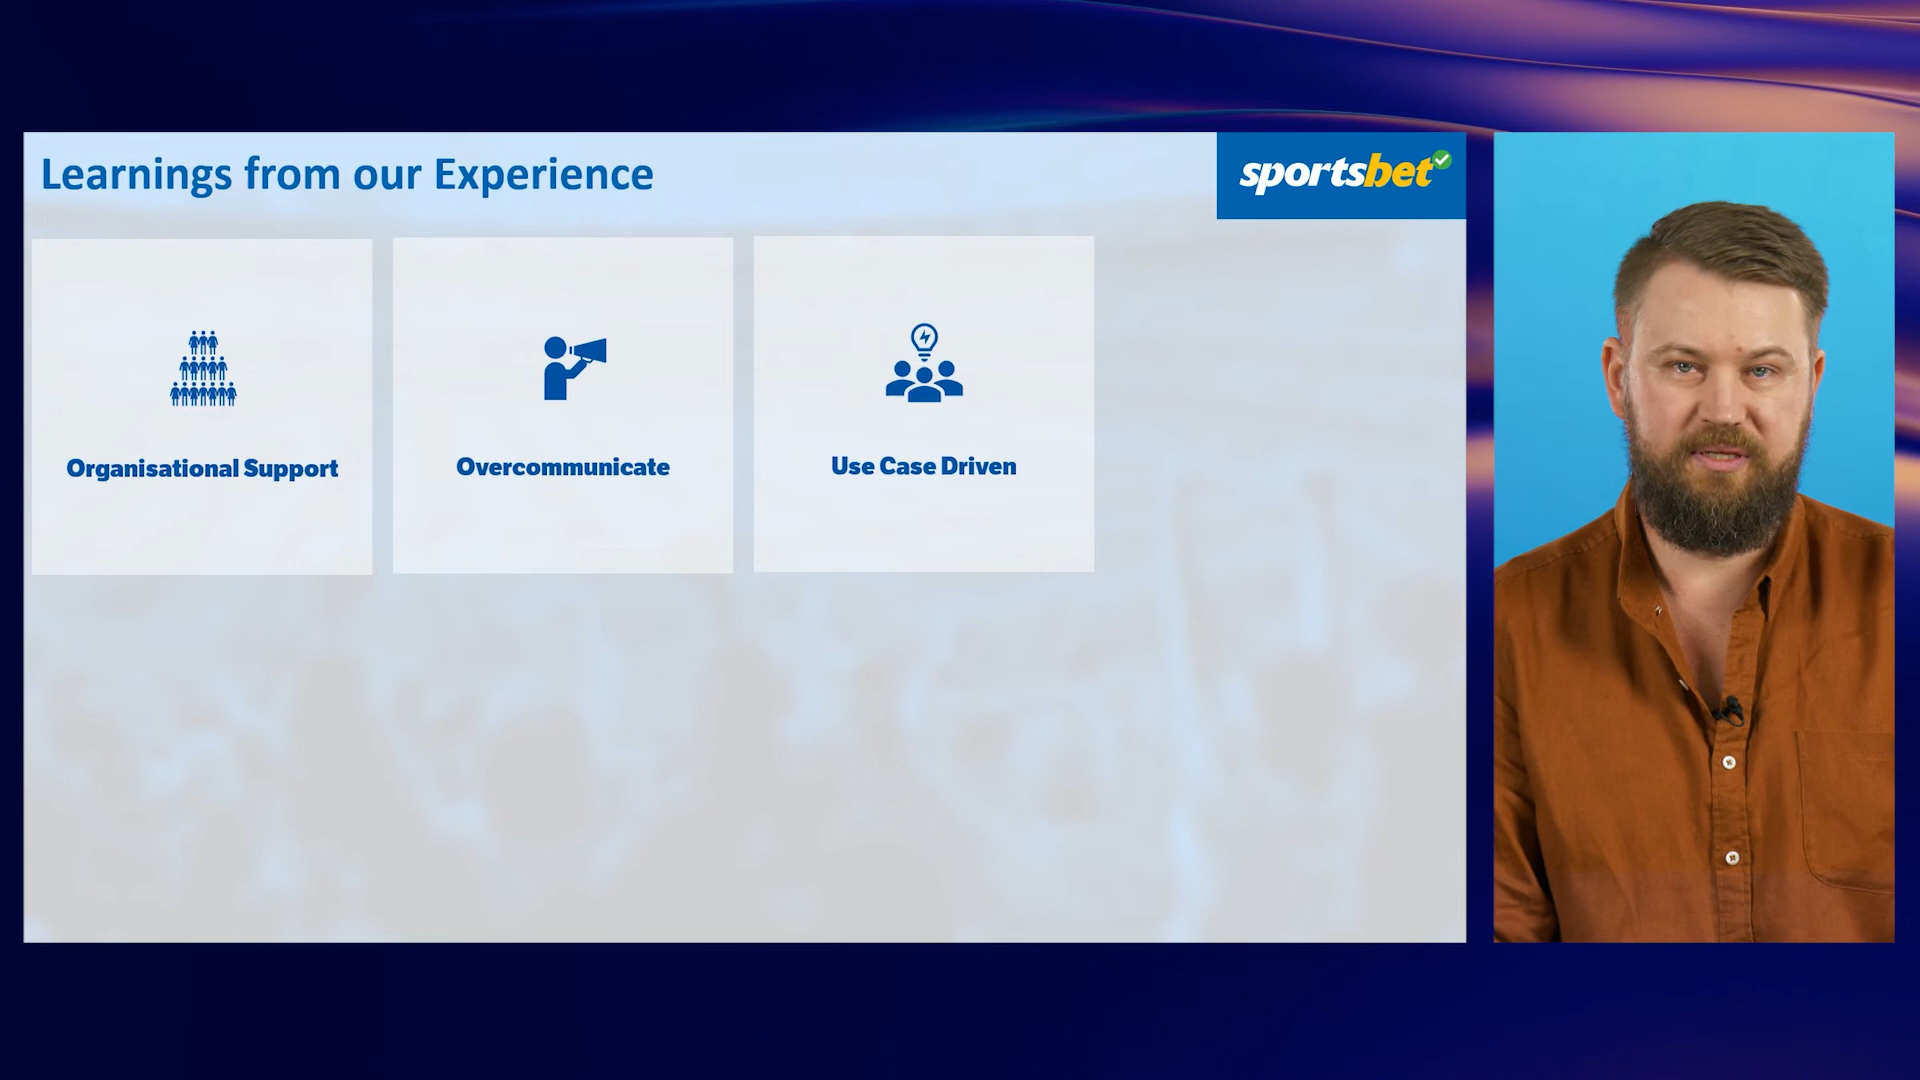 Learnings from our Experience
sportsbet
Organisational Support
Overcommunicate
Use Case Driven